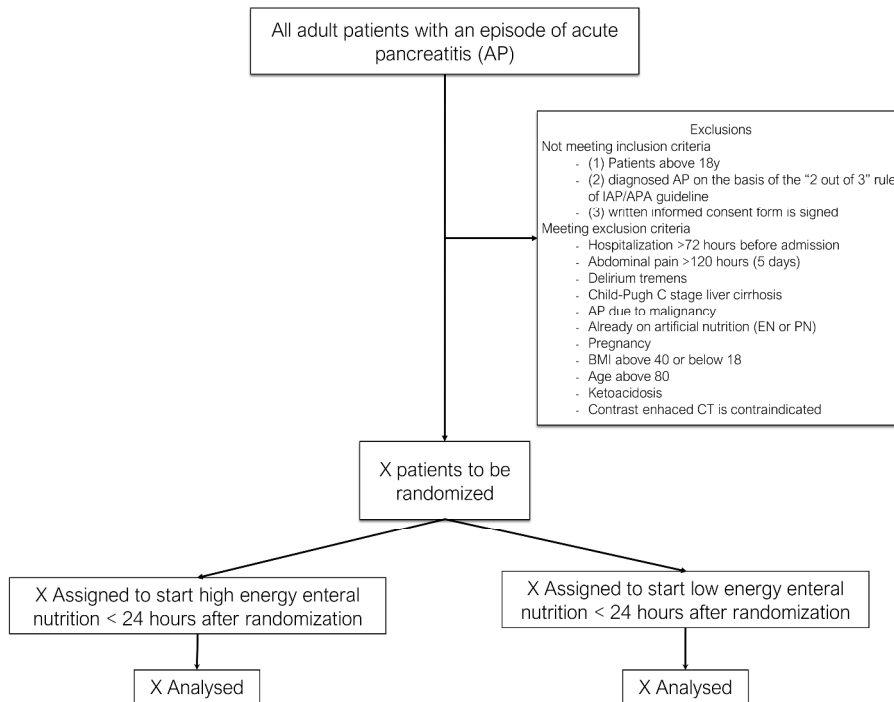 All adult patients with an episode of acute
pancreatitis (AP)
Exclusions
Not meeting inclusion criteria
- (1) Patients above 18y
- (2) diagnosed AP on the basis of the “2 out of 3” rule
of IAP/APA guideline
- (3) written informed consent form is signed
Meeting exclusion criteria
- Hospitalization >72 hours before admission
- Abdominal pain >120 hours (5 days)
- Delirium tremens
- Child-Pugh C stage liver cirrhosis
- AP due to malignancy
- Already on artificial nutrition (EN or PN)
- Pregnancy
- BMI above 40 or below 18
- Age above 80
- Ketoacidosis
- Contrast enhaced CT is contraindicated
X patients to be
randomized
X Assigned to start high energy enteral
nutrition < 24 hours after randomization
X Assigned to start low energy enteral
nutrition < 24 hours after randomization
X Analysed
X Analysed